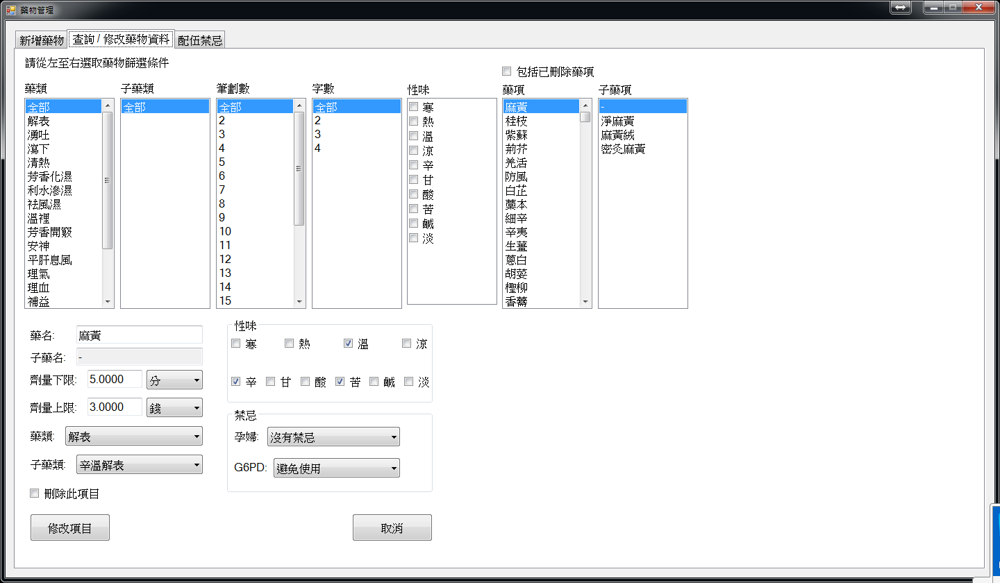 藥物管理
新增藥物
查詢 / 修改藥物資料
配伍禁忌
請從左至右選取藥物篩選條件
包括已刪除藥項
藥類
子藥類
筆劃數
字數
性味
藥項
子藥項
全部
解表
湧吐
瀉下
清熱
芳香化濕
利水滲濕
祛風濕
溫裡
芳香開竅
安神
平肝息風
理氣
理血
補益
全部
全部
2
3
4
5
6
7
8
9
10
11
12
13
14
15
全部
2
3
4
寒
熱
溫
涼
辛
甘
酸
苦
鹹
淡
麻黃
桂枝
紫蘇
荊芥
羌活
防風
白芷
藁本
細辛
辛夷
生薑
蔥白
胡荽
檉柳
香薷
-
淨麻黃
麻黃絨
密灸麻黃
藥名: 麻黃
子藥名: -
劑量下限: 5.0000 分
劑量上限: 3.0000 錢
藥類: 解表
子藥類: 辛溫解表
刪除此項目
修改項目
性味
寒 熱 溫 涼
辛 甘 酸 苦 鹹 淡
禁忌
孕婦: 沒有禁忌
G6PD: 避免使用
取消